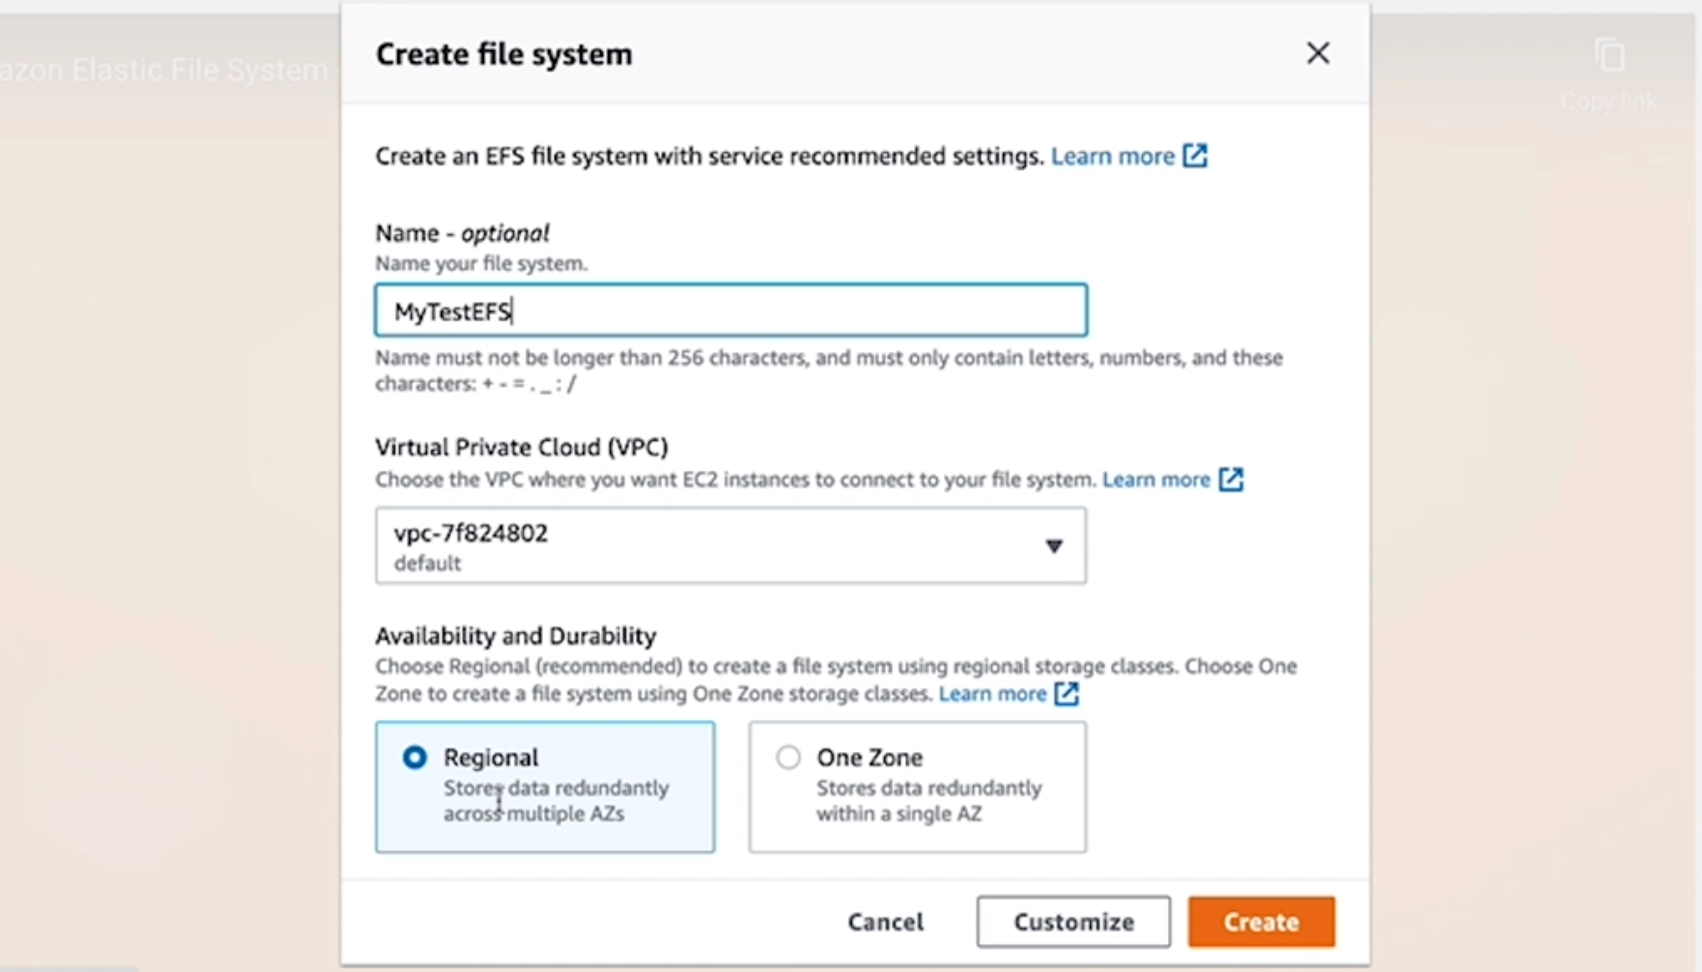 Create file system
azon Elastic File System
Copy link
Create an EFS file system with service recommended settings. Learn more
Name - optional
Name your file system.
MyTestEFS
Name must not be longer than 256 characters, and must only contain letters, numbers, and these
characters: + - = . _ : /
Virtual Private Cloud (VPC)
Choose the VPC where you want EC2 instances to connect to your file system. Learn more
vpc-7f824802
default
Availability and Durability
Choose Regional (recommended) to create a file system using regional storage classes. Choose One
Zone to create a file system using One Zone storage classes. Learn more
Regional
Stores data redundantly
across multiple AZs
One Zone
Stores data redundantly
within a single AZ
Cancel
Customize
Create